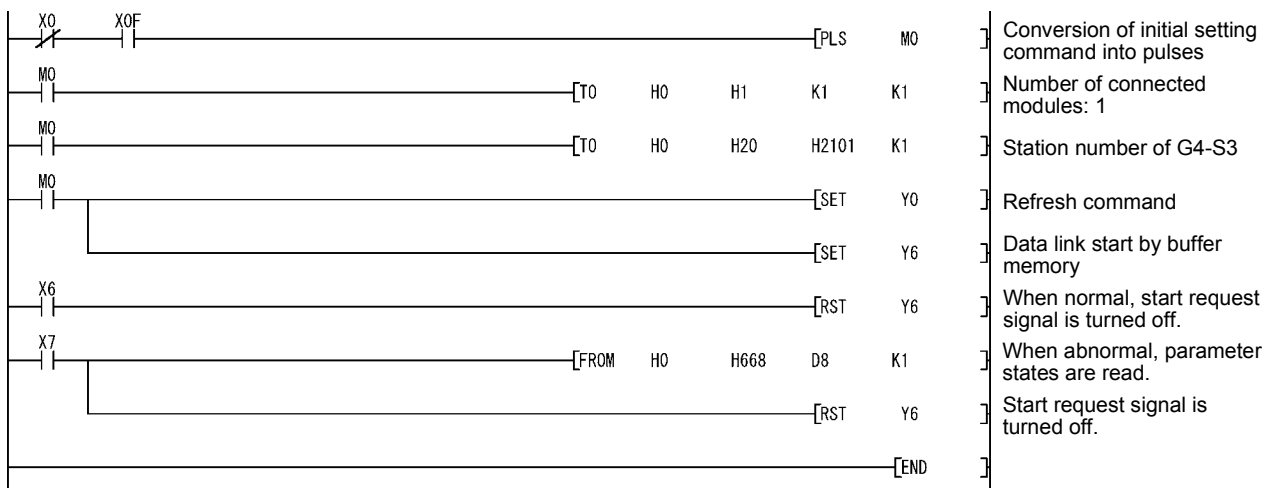 X0 X0F
[PLS M0 ]
Conversion of initial setting
command into pulses
M0
[TO H0 H1 K1 K1 ]
Number of connected
modules: 1
M0
[TO H0 H20 H2101 K1 ]
Station number of G4-S3
M0
[SET Y0 ]
Refresh command
[SET Y6 ]
Data link start by buffer
memory
X6
[RST Y6 ]
When normal, start request
signal is turned off.
X7
[FROM H0 H668 D8 K1 ]
When abnormal, parameter
states are read.
[RST Y6 ]
Start request signal is
turned off.
[END ]